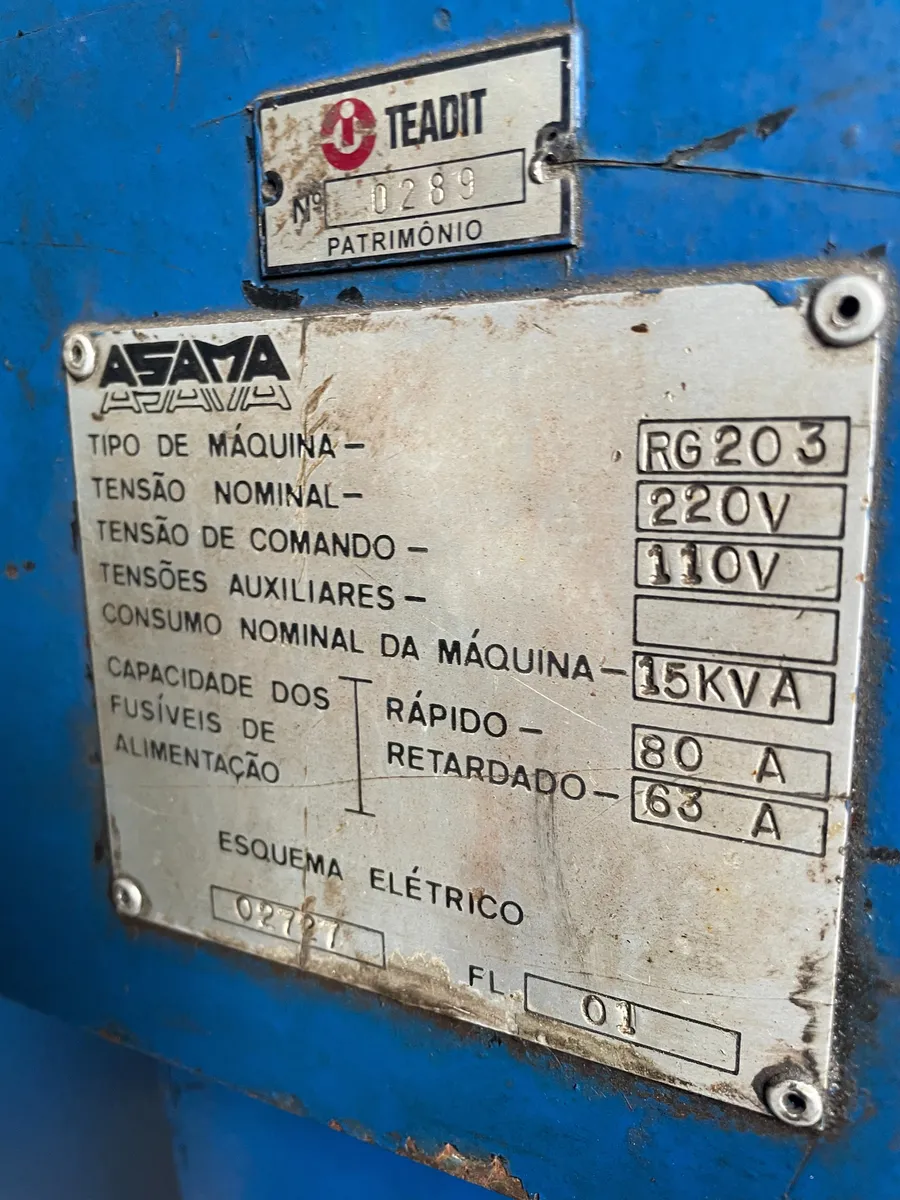 TEADIT
Nº 0289
PATRIMÔNIO
ASAMA
TIPO DE MÁQUINA — RG203
TENSÃO NOMINAL — 220V
TENSÃO DE COMANDO — 110V
TENSÕES AUXILIARES —
CONSUMO NOMINAL DA MÁQUINA — 15KVA
CAPACIDADE DOS
FUSÍVEIS DE
ALIMENTAÇÃO
RÁPIDO — 80 A
RETARDADO — 63 A
ESQUEMA ELÉTRICO
02727
FL. 01